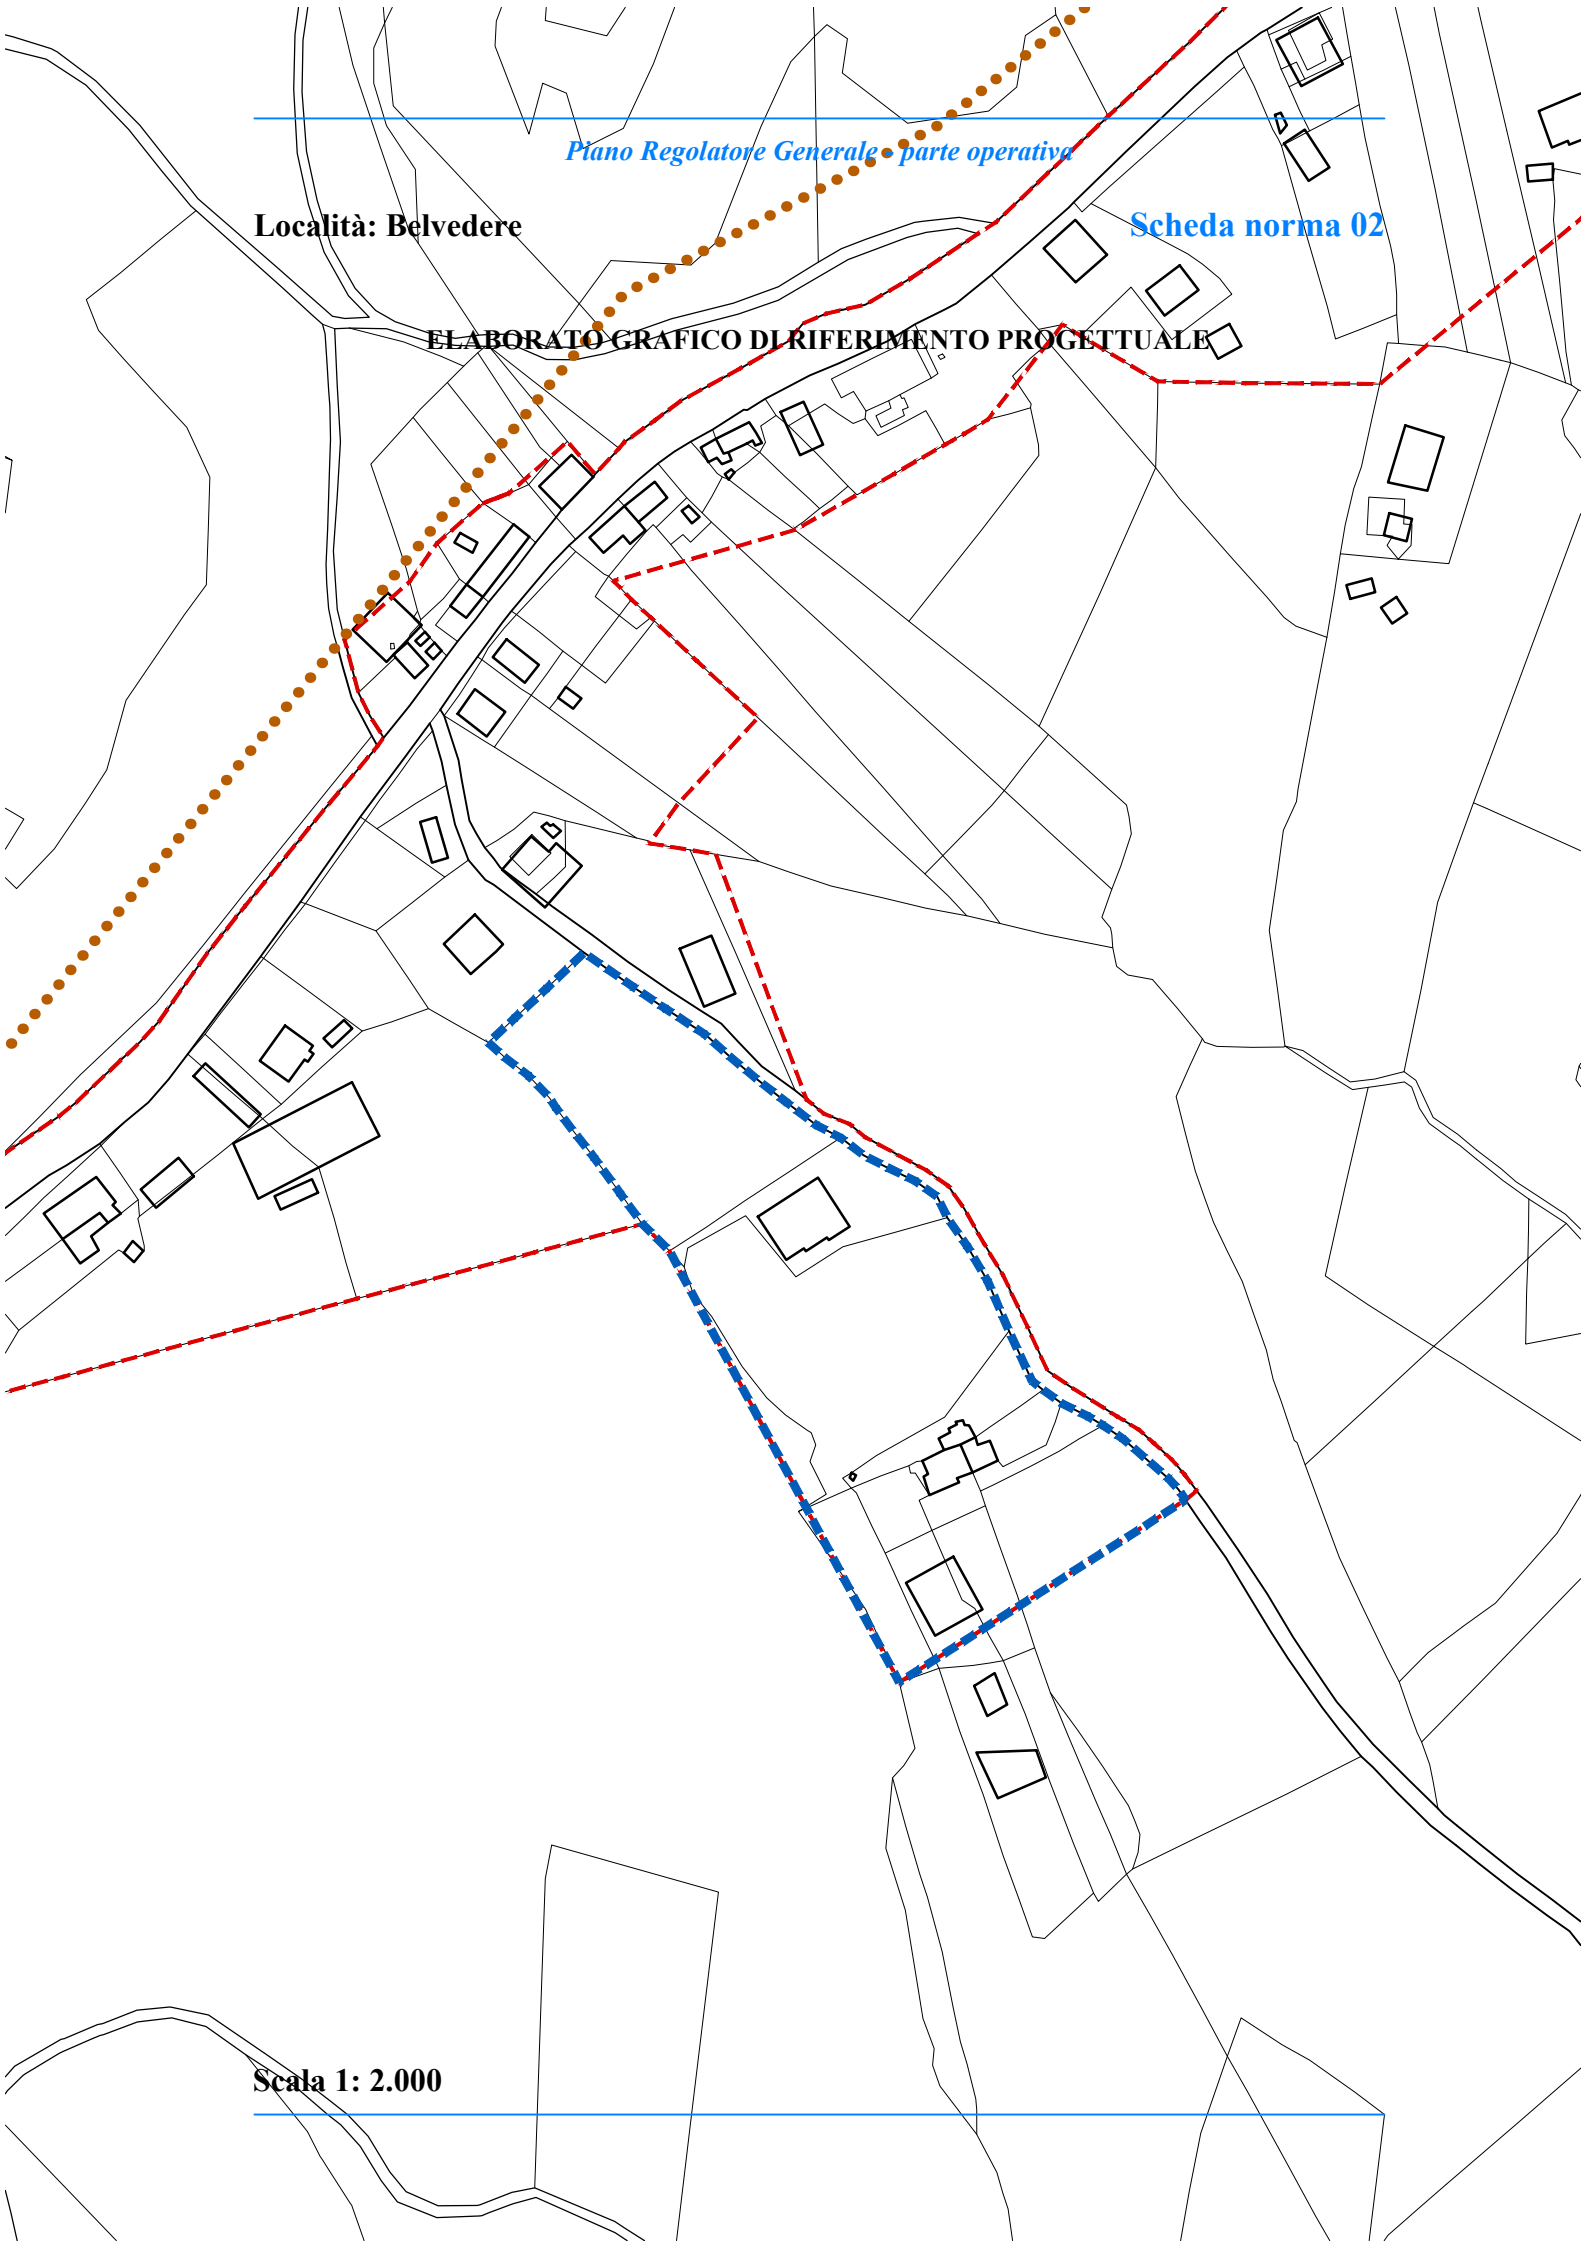 Piano Regolatore Generale - parte operativa
Località: Belvedere
Scheda norma 02
ELABORATO GRAFICO DI RIFERIMENTO PROGETTUALE
Scala 1: 2.000